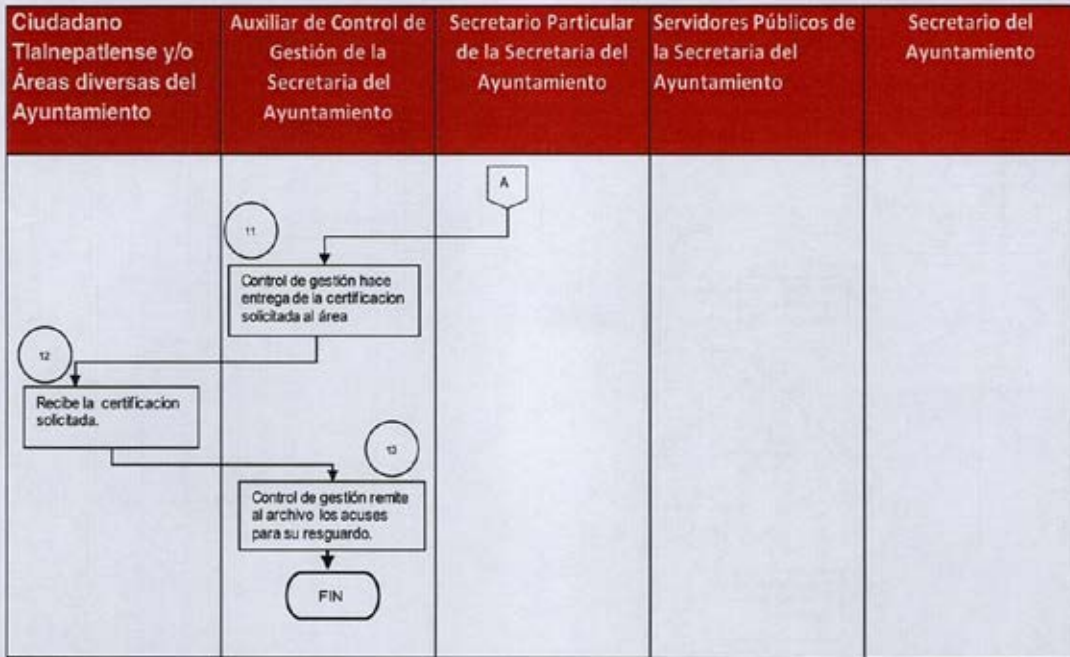 Ciudadano
Tlalnepatlense y/o
Áreas diversas del
Ayuntamiento
Auxiliar de Control de
Gestión de la
Secretaria del
Ayuntamiento
Secretario Particular
de la Secretaria del
Ayuntamiento
Servidores Públicos de
la Secretaria del
Ayuntamiento
Secretario del
Ayuntamiento
A
11
Control de gestión hace
entrega de la certificacion
solicitada al área
12
Recibe la certificacion
solicitada.
13
Control de gestión remite
al archivo los acuses
para su resguardo.
FIN